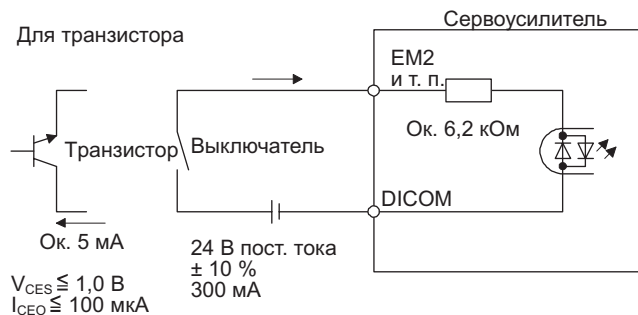 Сервоусилитель
Для транзистора
EM2
и т. п.
Ок. 6,2 кОм
Транзистор
Выключатель
DICOM
Ок. 5 мА
24 В пост. тока
± 10 %
300 мА
V_CES ≦ 1,0 В
I_CEO ≦ 100 мкА